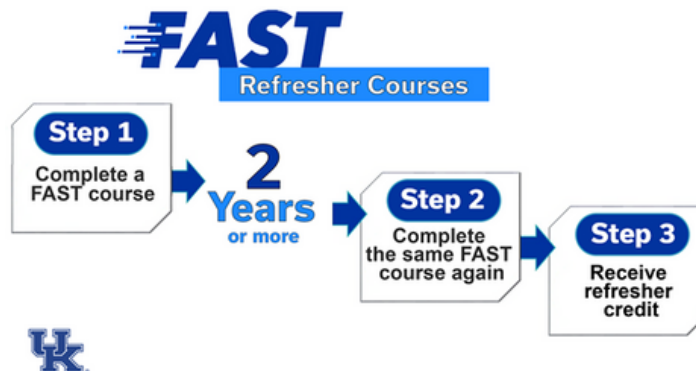 FAST
Refresher Courses
Step 1
Complete a
FAST course
2
Years
or more
Step 2
Complete
the same FAST
course again
Step 3
Receive
refresher
credit
UK